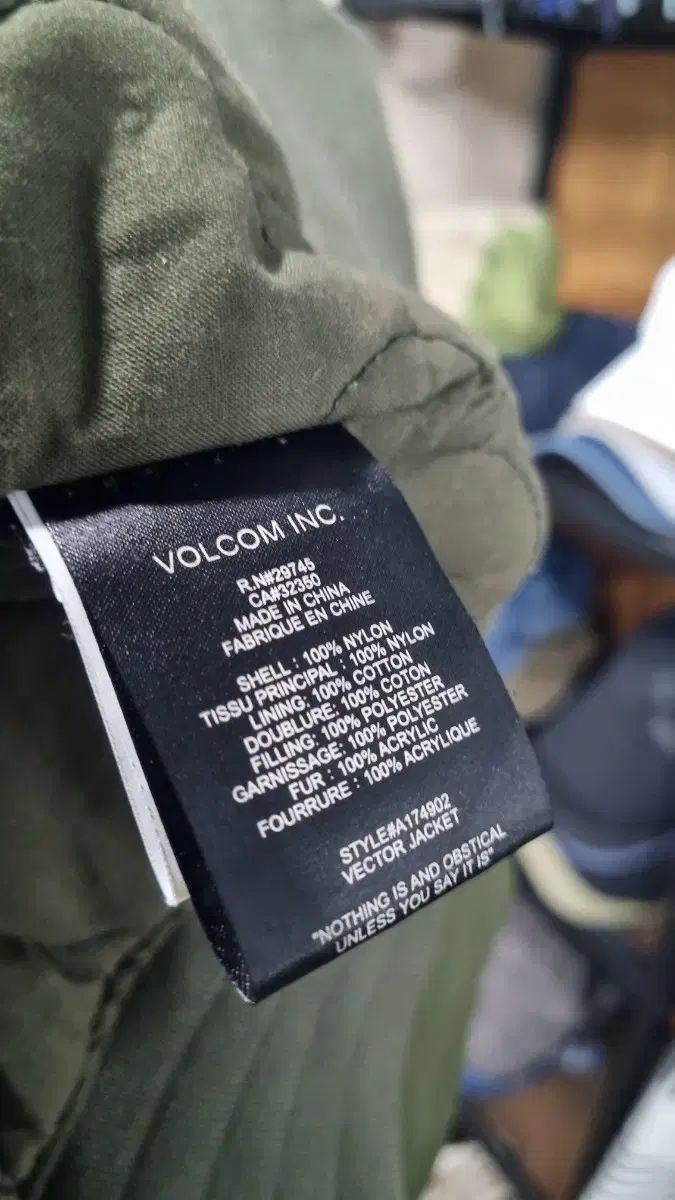 VOLCOM INC.
R.N#29745
CA#32350
MADE IN CHINA
FABRIQUE EN CHINE
SHELL : 100% NYLON
TISSU PRINCIPAL : 100% NYLON
LINING: 100% COTTON
DOUBLURE: 100% COTON
FILLING: 100% POLYESTER
GARNISSAGE: 100% POLYESTER
FUR : 100% ACRYLIC
FOURRURE : 100% ACRYLIQUE
STYLE#A174902
VECTOR JACKET
"NOTHING IS AND OBSTICAL
UNLESS YOU SAY IT IS"